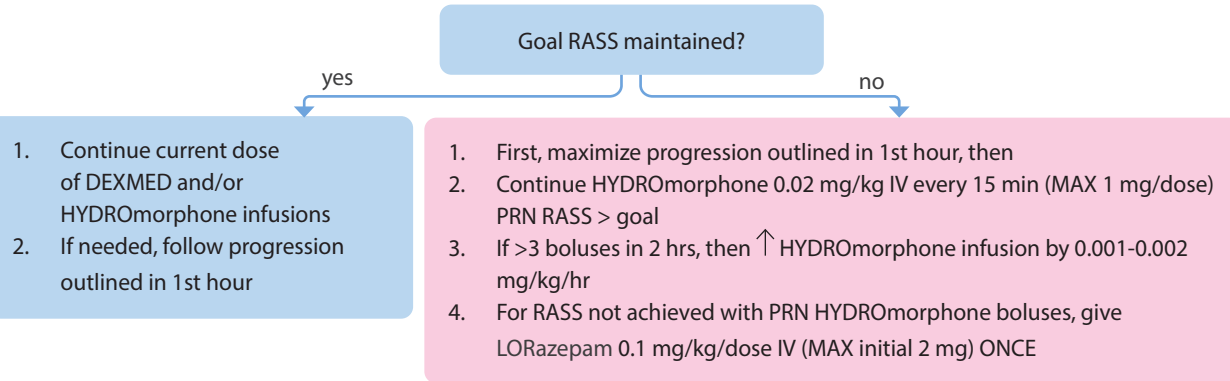 Goal RASS maintained?
yes
no
1. Continue current dose
of DEXMED and/or
HYDROmorphone infusions
2. If needed, follow progression
outlined in 1st hour
1. First, maximize progression outlined in 1st hour, then
2. Continue HYDROmorphone 0.02 mg/kg IV every 15 min (MAX 1 mg/dose)
PRN RASS > goal
3. If >3 boluses in 2 hrs, then ↑ HYDROmorphone infusion by 0.001-0.002
mg/kg/hr
4. For RASS not achieved with PRN HYDROmorphone boluses, give
LORazepam 0.1 mg/kg/dose IV (MAX initial 2 mg) ONCE